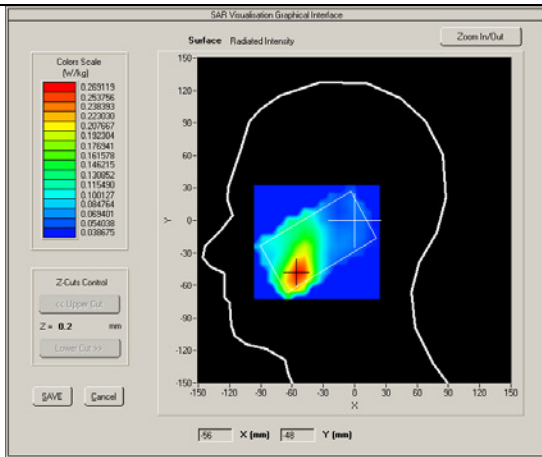 SAR Visualisation Graphical Interface
Surface Radiated Intensity
Zoom In/Out
Colors Scale
(W/kg)
0.269119
0.253756
0.238393
0.223030
0.207667
0.192304
0.176941
0.161578
0.146215
0.130852
0.115490
0.100127
0.084764
0.069401
0.054038
0.038675
Z-Cuts Control
<< Upper Cut
Z = 0.2 mm
Lower Cut >>
SAVE Cancel
150-
120-
90-
60-
30-
0-
-30-
-60-
-90-
-120-
-150-
Y
-150 -120 -90 -60 -30 0 30 60 90 120 150
X
-56 X (mm) -48 Y (mm)